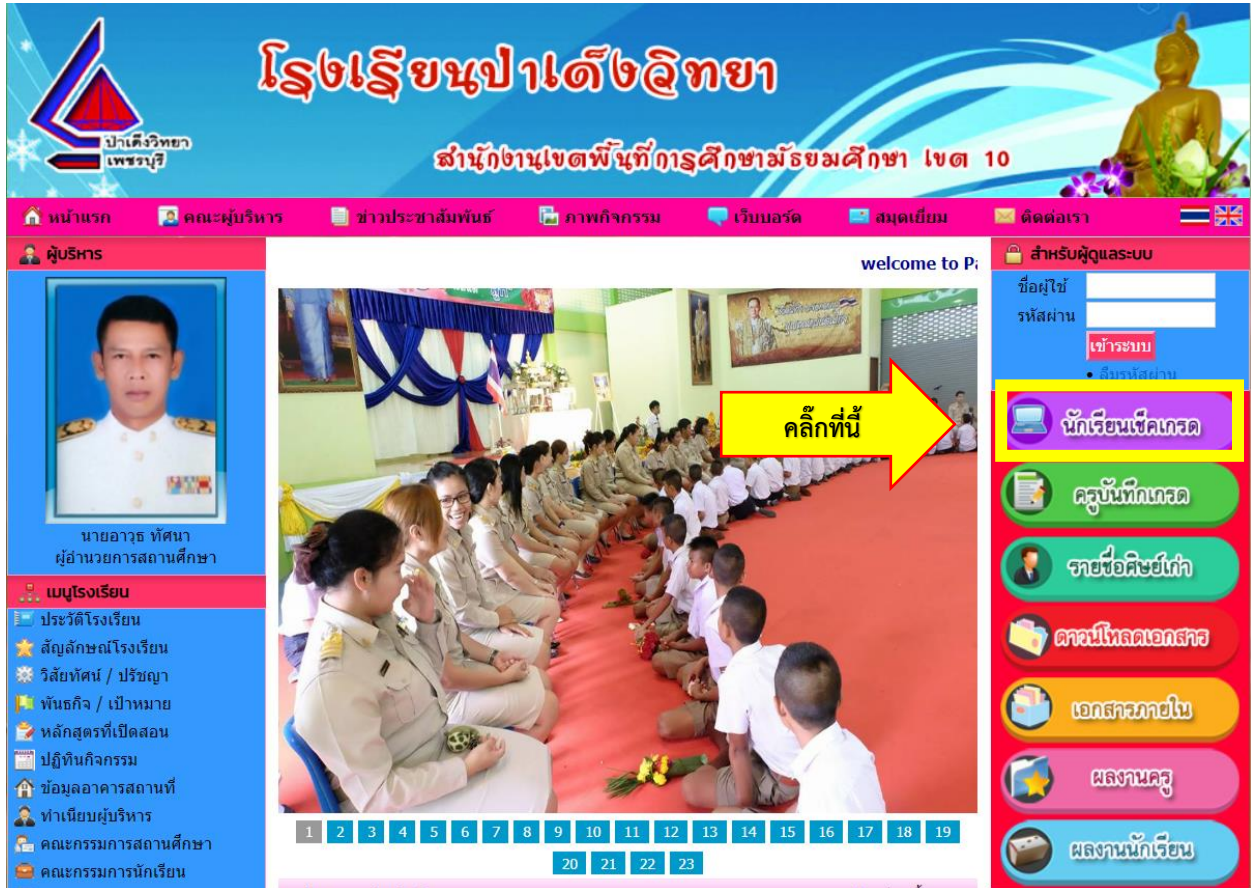 โรงเรียนป่าเด็งวิทยา
ป่าเด็งวิทยา
เพชรบุรี
สำนักงานเขตพื้นที่การศึกษามัธยมศึกษา เขต 10
หน้าแรก คณะผู้บริหาร ข่าวประชาสัมพันธ์ ภาพกิจกรรม เว็บบอร์ด สมุดเยี่ยม ติดต่อเรา
ผู้บริหาร
นายอาวุธ ทัศนา
ผู้อำนวยการสถานศึกษา
เมนูโรงเรียน
ประวัติโรงเรียน
สัญลักษณ์โรงเรียน
วิสัยทัศน์ / ปรัชญา
พันธกิจ / เป้าหมาย
หลักสูตรที่เปิดสอน
ปฏิทินกิจกรรม
ข้อมูลอาคารสถานที่
ทำเนียบผู้บริหาร
คณะกรรมการสถานศึกษา
คณะกรรมการนักเรียน
welcome to Pa
คลิ๊กที่นี้
1 2 3 4 5 6 7 8 9 10 11 12 13 14 15 16 17 18 19
20 21 22 23
สำหรับผู้ดูแลระบบ
ชื่อผู้ใช้
รหัสผ่าน
เข้าระบบ
ลืมรหัสผ่าน
นักเรียนเช็คเกรด
ครูบันทึกเกรด
รายชื่อศิษย์เก่า
ดาวน์โหลดเอกสาร
เอกสารภายใน
ผลงานครู
ผลงานนักเรียน